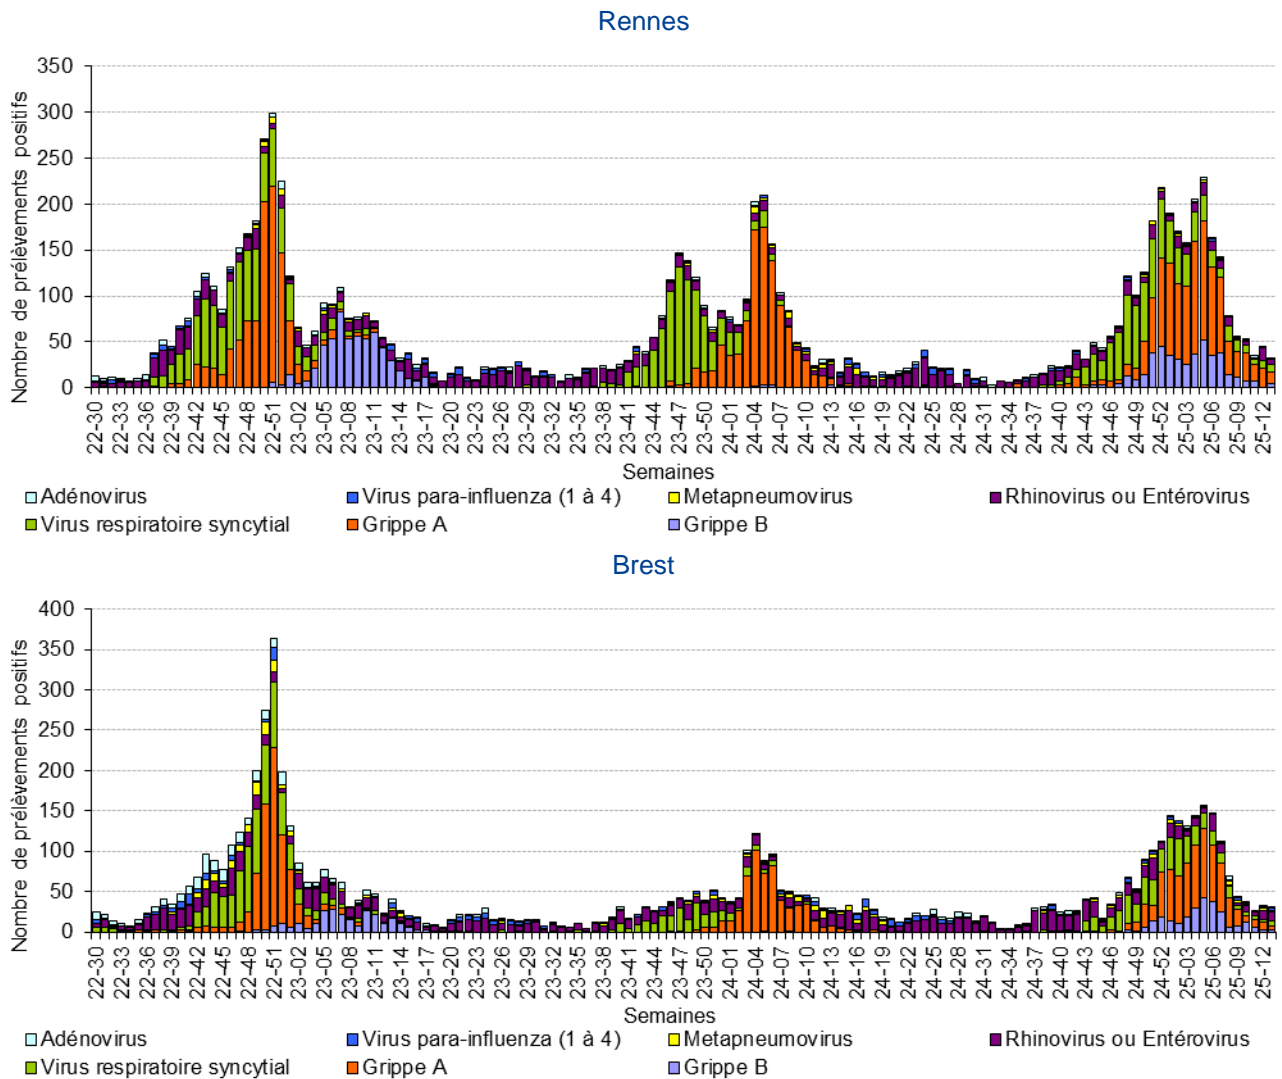 Rennes
Nombre de prélèvements positifs
350
300
250
200
150
100
50
0
22-30 22-33 22-36 22-39 22-42 22-45 22-48 22-51 23-02 23-05 23-08 23-11 23-14 23-17 23-20 23-23 23-26 23-29 23-32 23-35 23-38 23-41 23-44 23-47 23-50 24-01 24-04 24-07 24-10 24-13 24-16 24-19 24-22 24-25 24-28 24-31 24-34 24-37 24-40 24-43 24-46 24-49 24-52 25-03 25-06 25-09 25-12
Semaines
Adénovirus Virus para-influenza (1 à 4) Metapneumovirus Rhinovirus ou Entérovirus
Virus respiratoire syncytial Grippe A Grippe B
Brest
Nombre de prélèvements positifs
400
350
300
250
200
150
100
50
0
22-30 22-33 22-36 22-39 22-42 22-45 22-48 22-51 23-02 23-05 23-08 23-11 23-14 23-17 23-20 23-23 23-26 23-29 23-32 23-35 23-38 23-41 23-44 23-47 23-50 24-01 24-04 24-07 24-10 24-13 24-16 24-19 24-22 24-25 24-28 24-31 24-34 24-37 24-40 24-43 24-46 24-49 24-52 25-03 25-06 25-09 25-12
Semaines
Adénovirus Virus para-influenza (1 à 4) Metapneumovirus Rhinovirus ou Entérovirus
Virus respiratoire syncytial Grippe A Grippe B